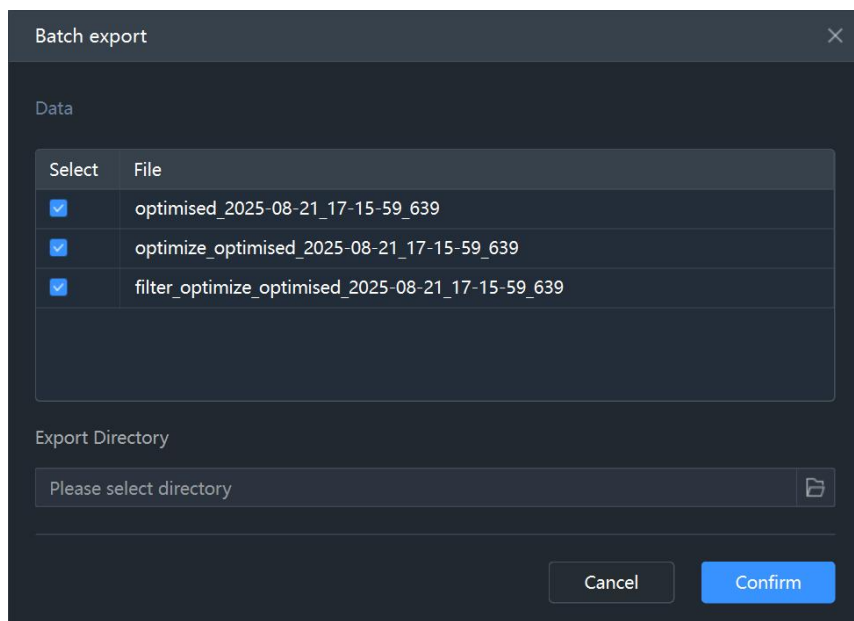 Batch export
Data
Select File
optimised_2025-08-21_17-15-59_639
optimize_optimised_2025-08-21_17-15-59_639
filter_optimize_optimised_2025-08-21_17-15-59_639
Export Directory
Please select directory
Cancel Confirm